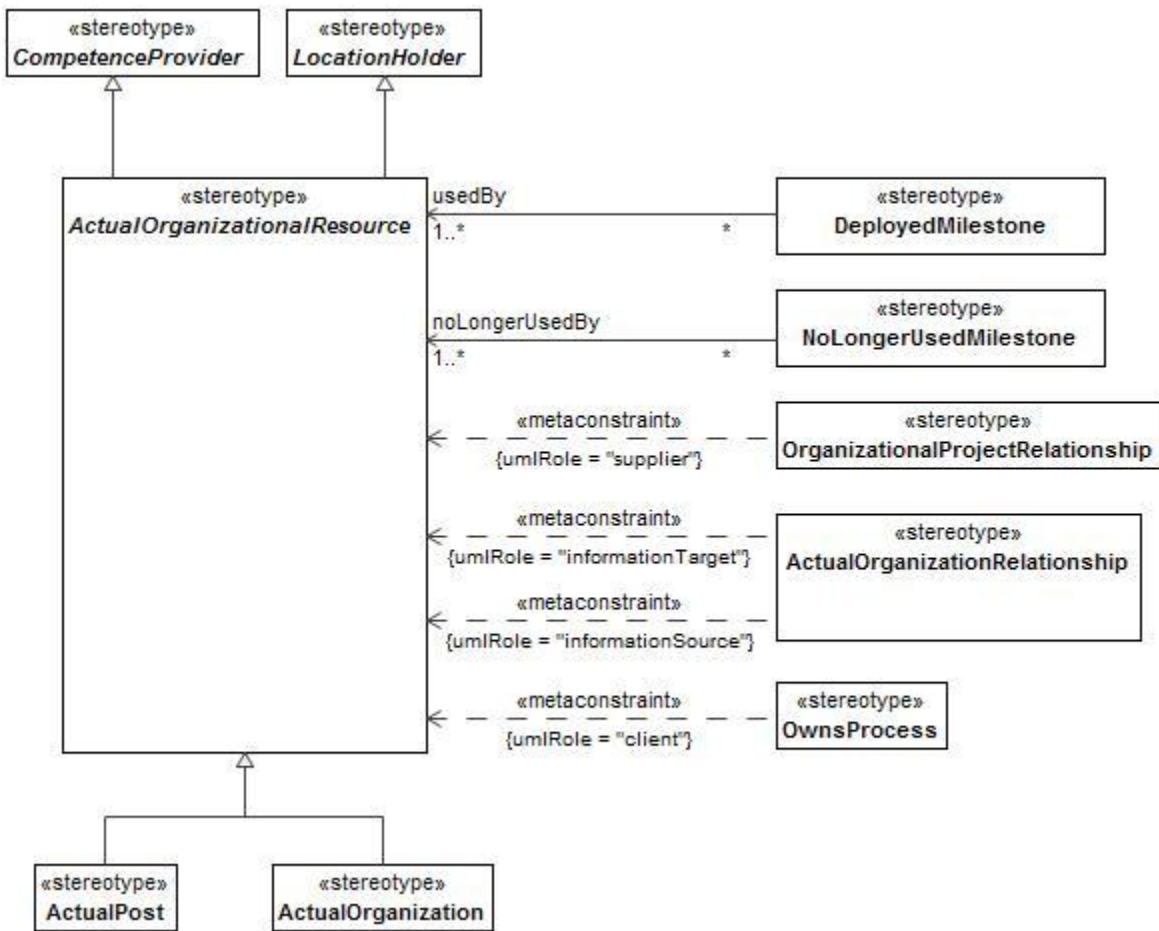 «stereotype»
CompetenceProvider
«stereotype»
LocationHolder
«stereotype»
ActualOrganizationalResource
usedBy
1..*
*
«stereotype»
DeployedMilestone
noLongerUsedBy
1..*
*
«stereotype»
NoLongerUsedMilestone
«metaconstraint»
{umlRole = "supplier"}
«stereotype»
OrganizationalProjectRelationship
«metaconstraint»
{umlRole = "informationTarget"}
«stereotype»
ActualOrganizationRelationship
«metaconstraint»
{umlRole = "informationSource"}
«metaconstraint»
{umlRole = "client"}
«stereotype»
OwnsProcess
«stereotype»
ActualPost
«stereotype»
ActualOrganization